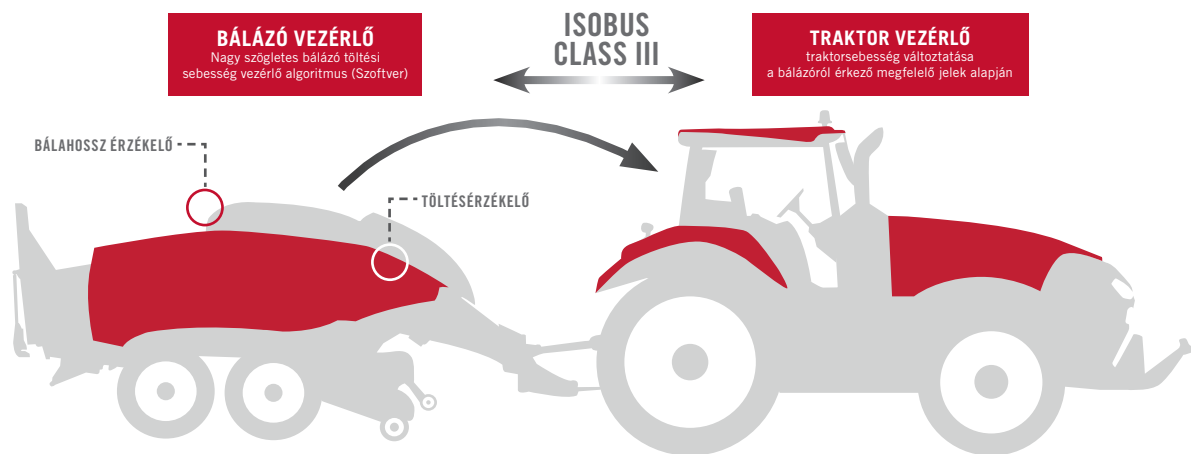 BÁLÁZÓ VEZÉRLŐ
Nagy szögletes bálázó töltési
sebesség vezérlő algoritmus (Szoftver)
ISOBUS
CLASS III
TRAKTOR VEZÉRLŐ
traktorsebesség változtatása
a bálázóról érkező megfelelő jelek alapján
BÁLAHOSSZ ÉRZÉKELŐ
TÖLTÉSÉRZÉKELŐ